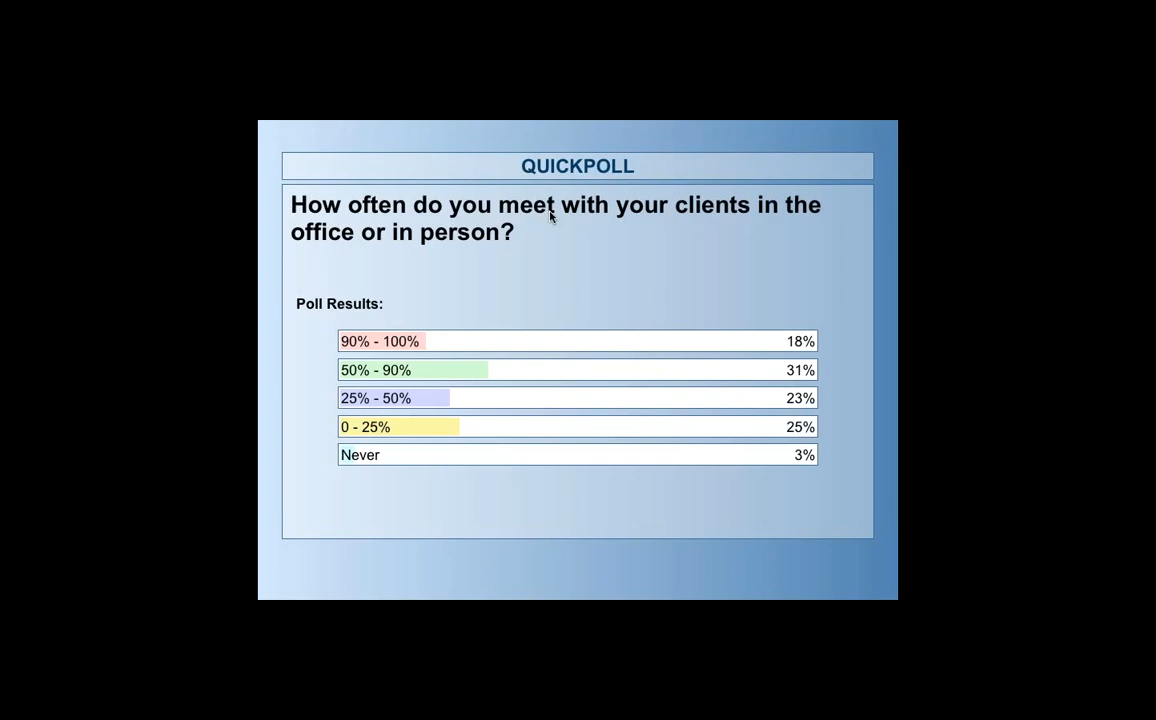 QUICKPOLL
How often do you meet with your clients in the
office or in person?
Poll Results:
90% - 100% 18%
50% - 90% 31%
25% - 50% 23%
0 - 25% 25%
Never 3%